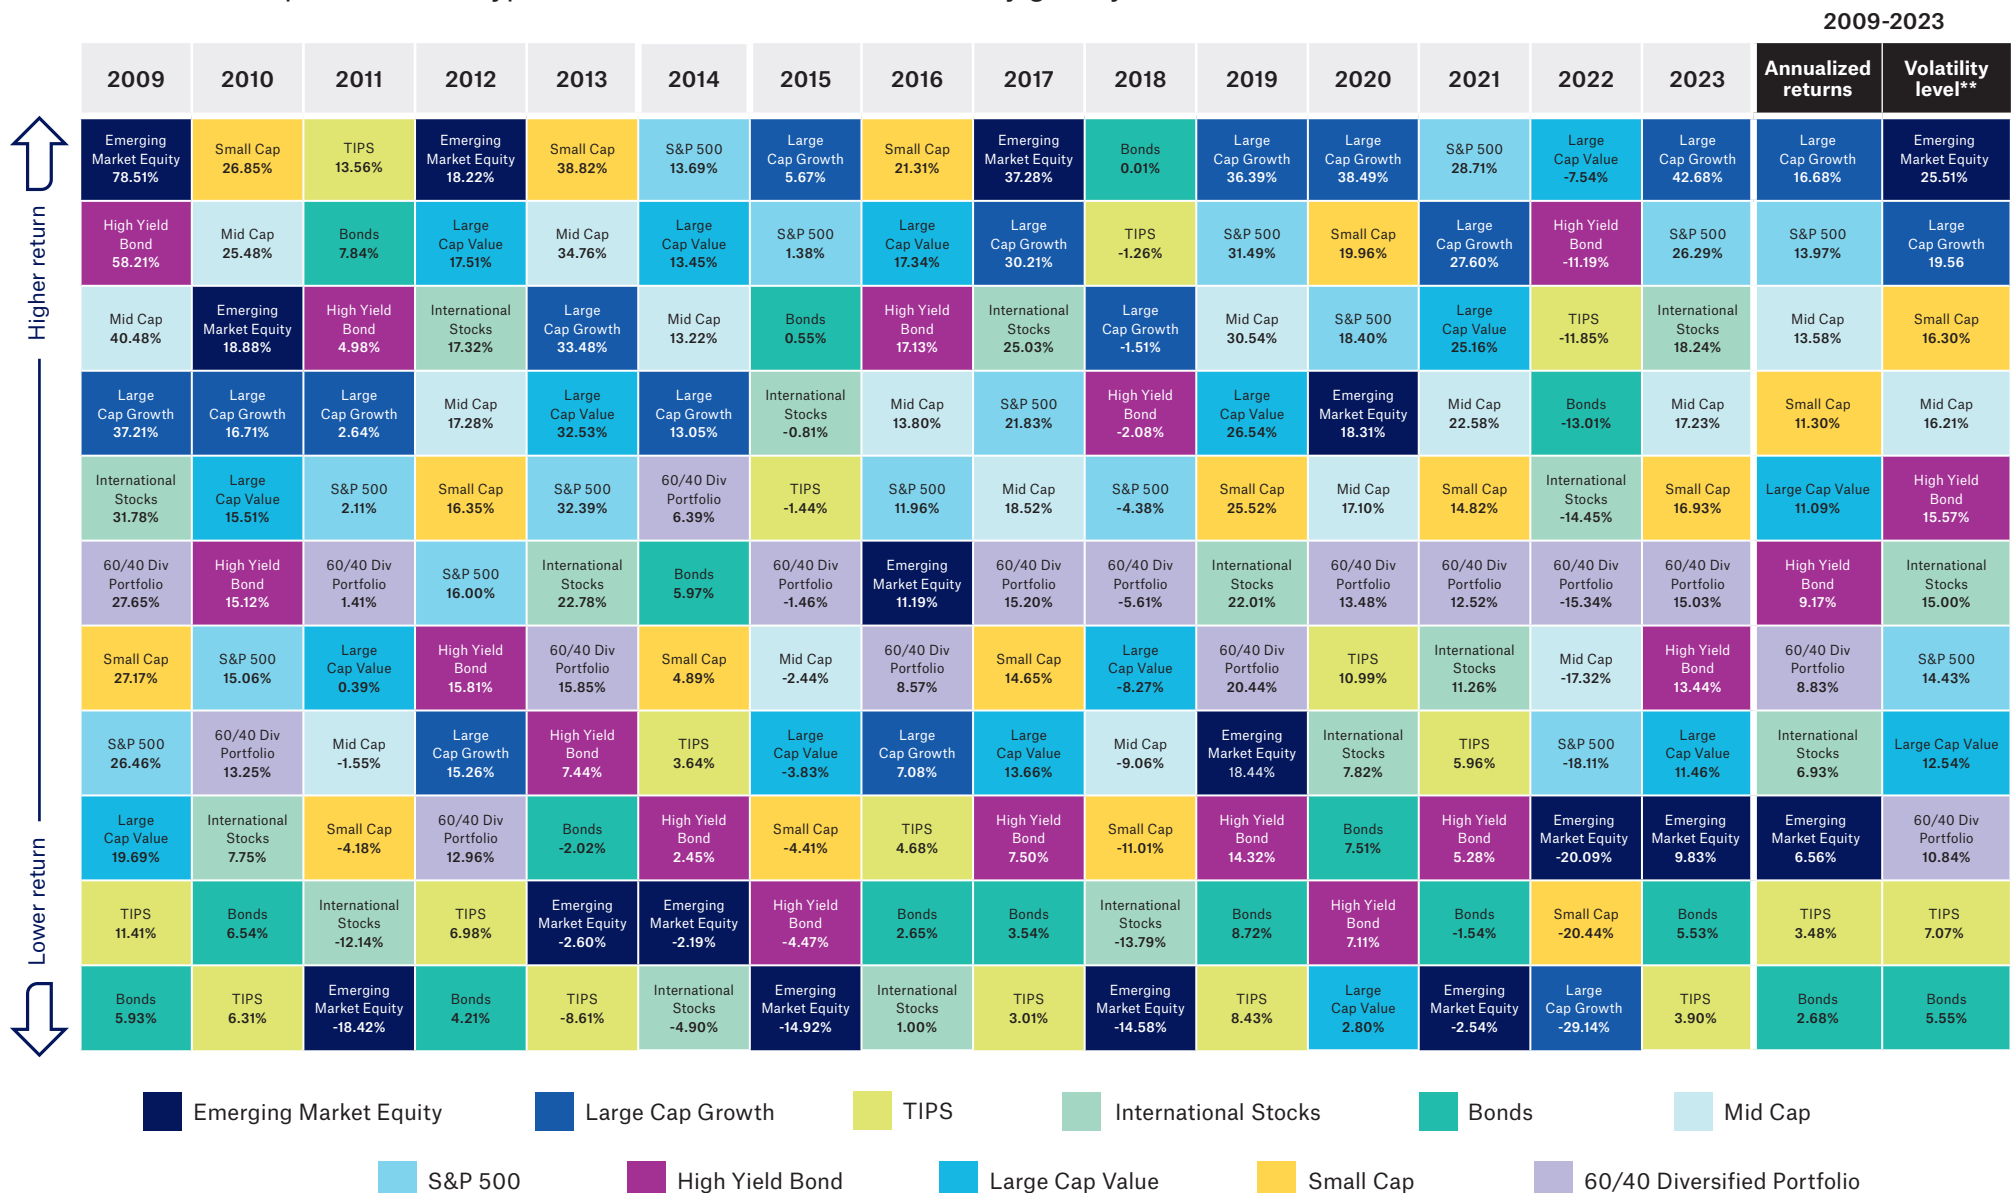 2009-2023
2009 2010 2011 2012 2013 2014 2015 2016 2017 2018 2019 2020 2021 2022 2023 Annualized returns Volatility level**
Higher return
Lower return
Emerging Market Equity 78.51% Small Cap 26.85% TIPS 13.56% Emerging Market Equity 18.22% Small Cap 38.82% S&P 500 13.69% Large Cap Growth 5.67% Small Cap 21.31% Emerging Market Equity 37.28% Bonds 0.01% Large Cap Growth 36.39% Large Cap Growth 38.49% S&P 500 28.71% Large Cap Value -7.54% Large Cap Growth 42.68% Large Cap Growth 16.68% Emerging Market Equity 25.51%
High Yield Bond 58.21% Mid Cap 25.48% Bonds 7.84% Large Cap Value 17.51% Mid Cap 34.76% Large Cap Value 13.45% S&P 500 1.38% Large Cap Value 17.34% Large Cap Growth 30.21% TIPS -1.26% S&P 500 31.49% Small Cap 19.96% Large Cap Growth 27.60% High Yield Bond -11.19% S&P 500 26.29% S&P 500 13.97% Large Cap Growth 19.56
Mid Cap 40.48% Emerging Market Equity 18.88% High Yield Bond 4.98% International Stocks 17.32% Large Cap Growth 33.48% Mid Cap 13.22% Bonds 0.55% High Yield Bond 17.13% International Stocks 25.03% Large Cap Growth -1.51% Mid Cap 30.54% S&P 500 18.40% Large Cap Value 25.16% TIPS -11.85% International Stocks 18.24% Mid Cap 13.58% Small Cap 16.30%
Large Cap Growth 37.21% Large Cap Growth 16.71% Large Cap Growth 2.64% Mid Cap 17.28% Large Cap Value 32.53% Large Cap Growth 13.05% International Stocks -0.81% Mid Cap 13.80% S&P 500 21.83% High Yield Bond -2.08% Large Cap Value 26.54% Emerging Market Equity 18.31% Mid Cap 22.58% Bonds -13.01% Mid Cap 17.23% Small Cap 11.30% Mid Cap 16.21%
International Stocks 31.78% Large Cap Value 15.51% S&P 500 2.11% Small Cap 16.35% S&P 500 32.39% 60/40 Div Portfolio 6.39% TIPS -1.44% S&P 500 11.96% Mid Cap 18.52% S&P 500 -4.38% Small Cap 25.52% Mid Cap 17.10% Small Cap 14.82% International Stocks -14.45% Small Cap 16.93% Large Cap Value 11.09% High Yield Bond 15.57%
60/40 Div Portfolio 27.65% High Yield Bond 15.12% 60/40 Div Portfolio 1.41% S&P 500 16.00% International Stocks 22.78% Bonds 5.97% 60/40 Div Portfolio -1.46% Emerging Market Equity 11.19% 60/40 Div Portfolio 15.20% 60/40 Div Portfolio -5.61% International Stocks 22.01% 60/40 Div Portfolio 13.48% 60/40 Div Portfolio 12.52% 60/40 Div Portfolio -15.34% 60/40 Div Portfolio 15.03% High Yield Bond 9.17% International Stocks 15.00%
Small Cap 27.17% S&P 500 15.06% Large Cap Value 0.39% High Yield Bond 15.81% 60/40 Div Portfolio 15.85% Small Cap 4.89% Mid Cap -2.44% 60/40 Div Portfolio 8.57% Small Cap 14.65% Large Cap Value -8.27% 60/40 Div Portfolio 20.44% TIPS 10.99% International Stocks 11.26% Mid Cap -17.32% High Yield Bond 13.44% 60/40 Div Portfolio 8.83% S&P 500 14.43%
S&P 500 26.46% 60/40 Div Portfolio 13.25% Mid Cap -1.55% Large Cap Growth 15.26% High Yield Bond 7.44% TIPS 3.64% Large Cap Value -3.83% Large Cap Growth 7.08% Large Cap Value 13.66% Mid Cap -9.06% Emerging Market Equity 18.44% International Stocks 7.82% TIPS 5.96% S&P 500 -18.11% Large Cap Value 11.46% International Stocks 6.93% Large Cap Value 12.54%
Large Cap Value 19.69% International Stocks 7.75% Small Cap -4.18% 60/40 Div Portfolio 12.96% Bonds -2.02% High Yield Bond 2.45% Small Cap -4.41% TIPS 4.68% High Yield Bond 7.50% Small Cap -11.01% High Yield Bond 14.32% Bonds 7.51% High Yield Bond 5.28% Emerging Market Equity -20.09% Emerging Market Equity 9.83% Emerging Market Equity 6.56% 60/40 Div Portfolio 10.84%
TIPS 11.41% Bonds 6.54% International Stocks -12.14% TIPS 6.98% Emerging Market Equity -2.60% Emerging Market Equity -2.19% High Yield Bond -4.47% Bonds 2.65% Bonds 3.54% International Stocks -13.79% Bonds 8.72% High Yield Bond 7.11% Bonds -1.54% Small Cap -20.44% Bonds 5.53% TIPS 3.48% TIPS 7.07%
Bonds 5.93% TIPS 6.31% Emerging Market Equity -18.42% Bonds 4.21% TIPS -8.61% International Stocks -4.90% Emerging Market Equity -14.92% International Stocks 1.00% TIPS 3.01% Emerging Market Equity -14.58% TIPS 8.43% Large Cap Value 2.80% Emerging Market Equity -2.54% Large Cap Growth -29.14% TIPS 3.90% Bonds 2.68% Bonds 5.55%
Emerging Market Equity Large Cap Growth TIPS International Stocks Bonds Mid Cap
S&P 500 High Yield Bond Large Cap Value Small Cap 60/40 Diversified Portfolio